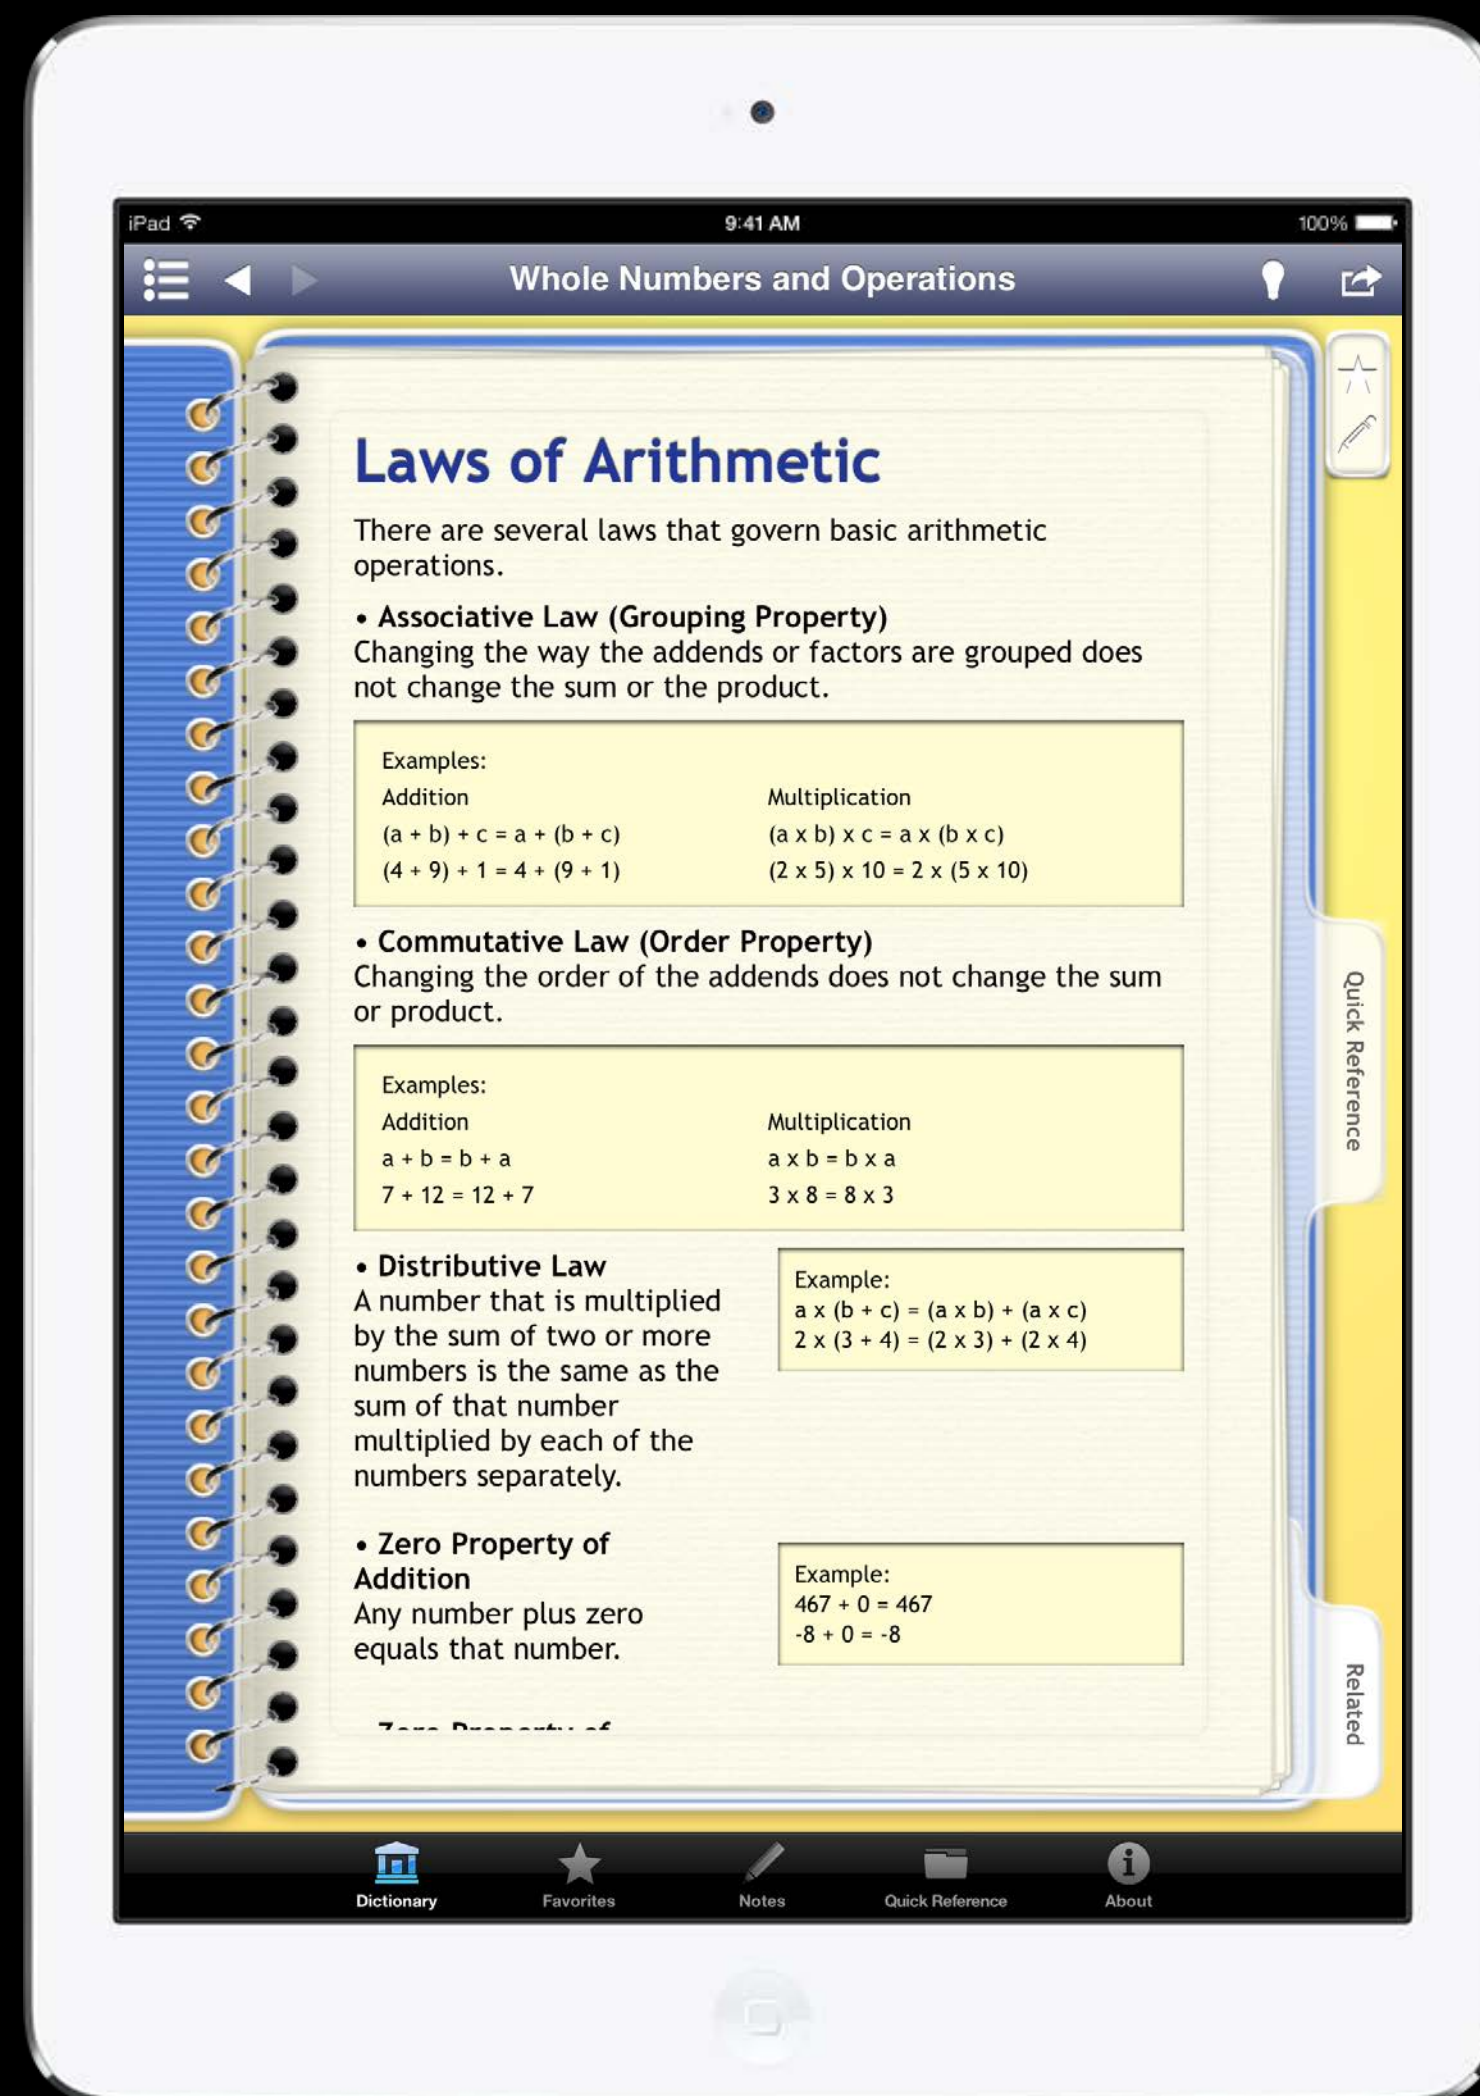 iPad
9:41 AM
100%
Whole Numbers and Operations
Laws of Arithmetic
There are several laws that govern basic arithmetic
operations.
• Associative Law (Grouping Property)
Changing the way the addends or factors are grouped does
not change the sum or the product.
Examples:
Addition Multiplication
(a + b) + c = a + (b + c) (a x b) x c = a x (b x c)
(4 + 9) + 1 = 4 + (9 + 1) (2 x 5) x 10 = 2 x (5 x 10)
• Commutative Law (Order Property)
Changing the order of the addends does not change the sum
or product.
Examples:
Addition Multiplication
a + b = b + a a x b = b x a
7 + 12 = 12 + 7 3 x 8 = 8 x 3
• Distributive Law
A number that is multiplied
by the sum of two or more
numbers is the same as the
sum of that number
multiplied by each of the
numbers separately.
Example:
a x (b + c) = (a x b) + (a x c)
2 x (3 + 4) = (2 x 3) + (2 x 4)
• Zero Property of
Addition
Any number plus zero
equals that number.
Example:
467 + 0 = 467
-8 + 0 = -8
Zero Property of
Quick Reference
Related
Dictionary
Favorites
Notes
Quick Reference
About